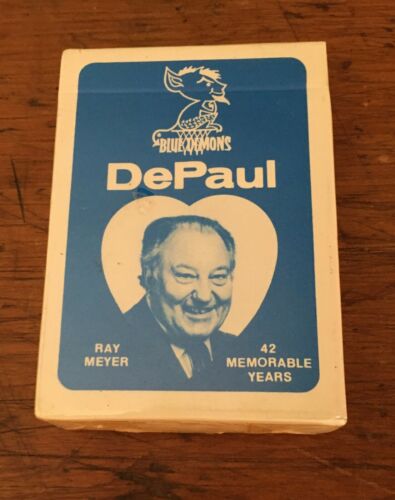 BLUE DEMONS
DePaul
RAY
MEYER
42
MEMORABLE
YEARS